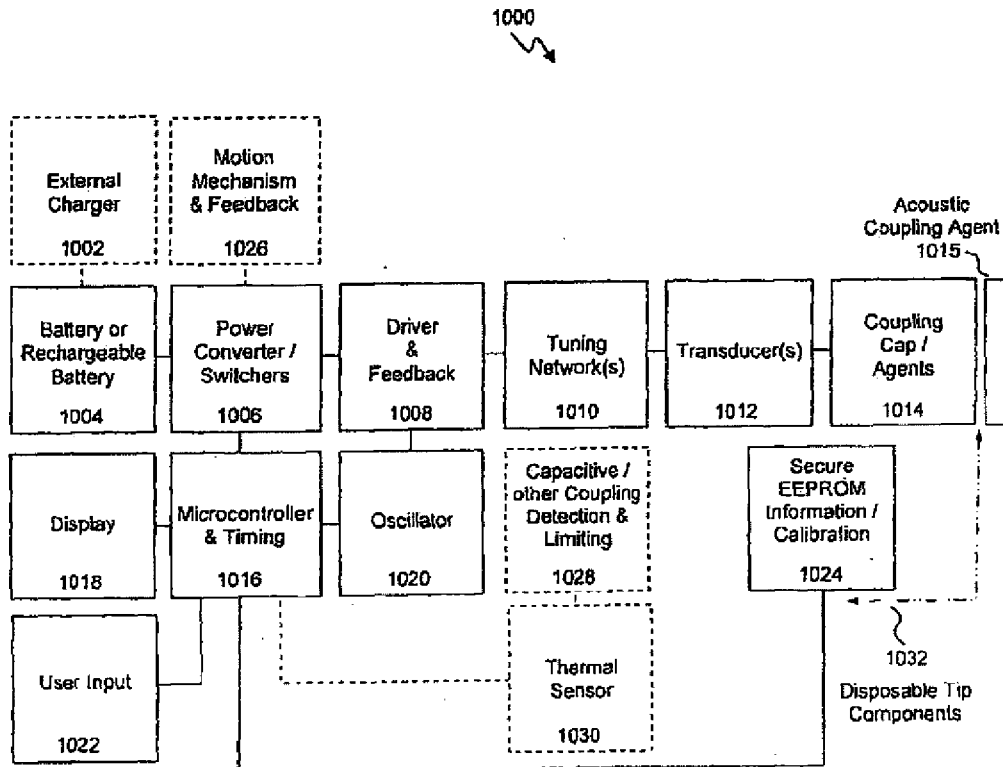 1000
External
Charger
1002
Motion
Mechanism
& Feedback
1026
Acoustic
Coupling Agent
1015
Battery or
Rechargeable
Battery
1004
Power
Converter /
Switchers
1006
Driver
&
Feedback
1008
Tuning
Network(s)
1010
Transducer(s)
1012
Coupling
Cap /
Agents
1014
Display
1018
Microcontroller
& Timing
1016
Oscillator
1020
Capacitive /
other Coupling
Detection &
Limiting
1028
Secure
EEPROM
Information /
Calibration
1024
User Input
1022
Thermal
Sensor
1030
1032
Disposable Tip
Components